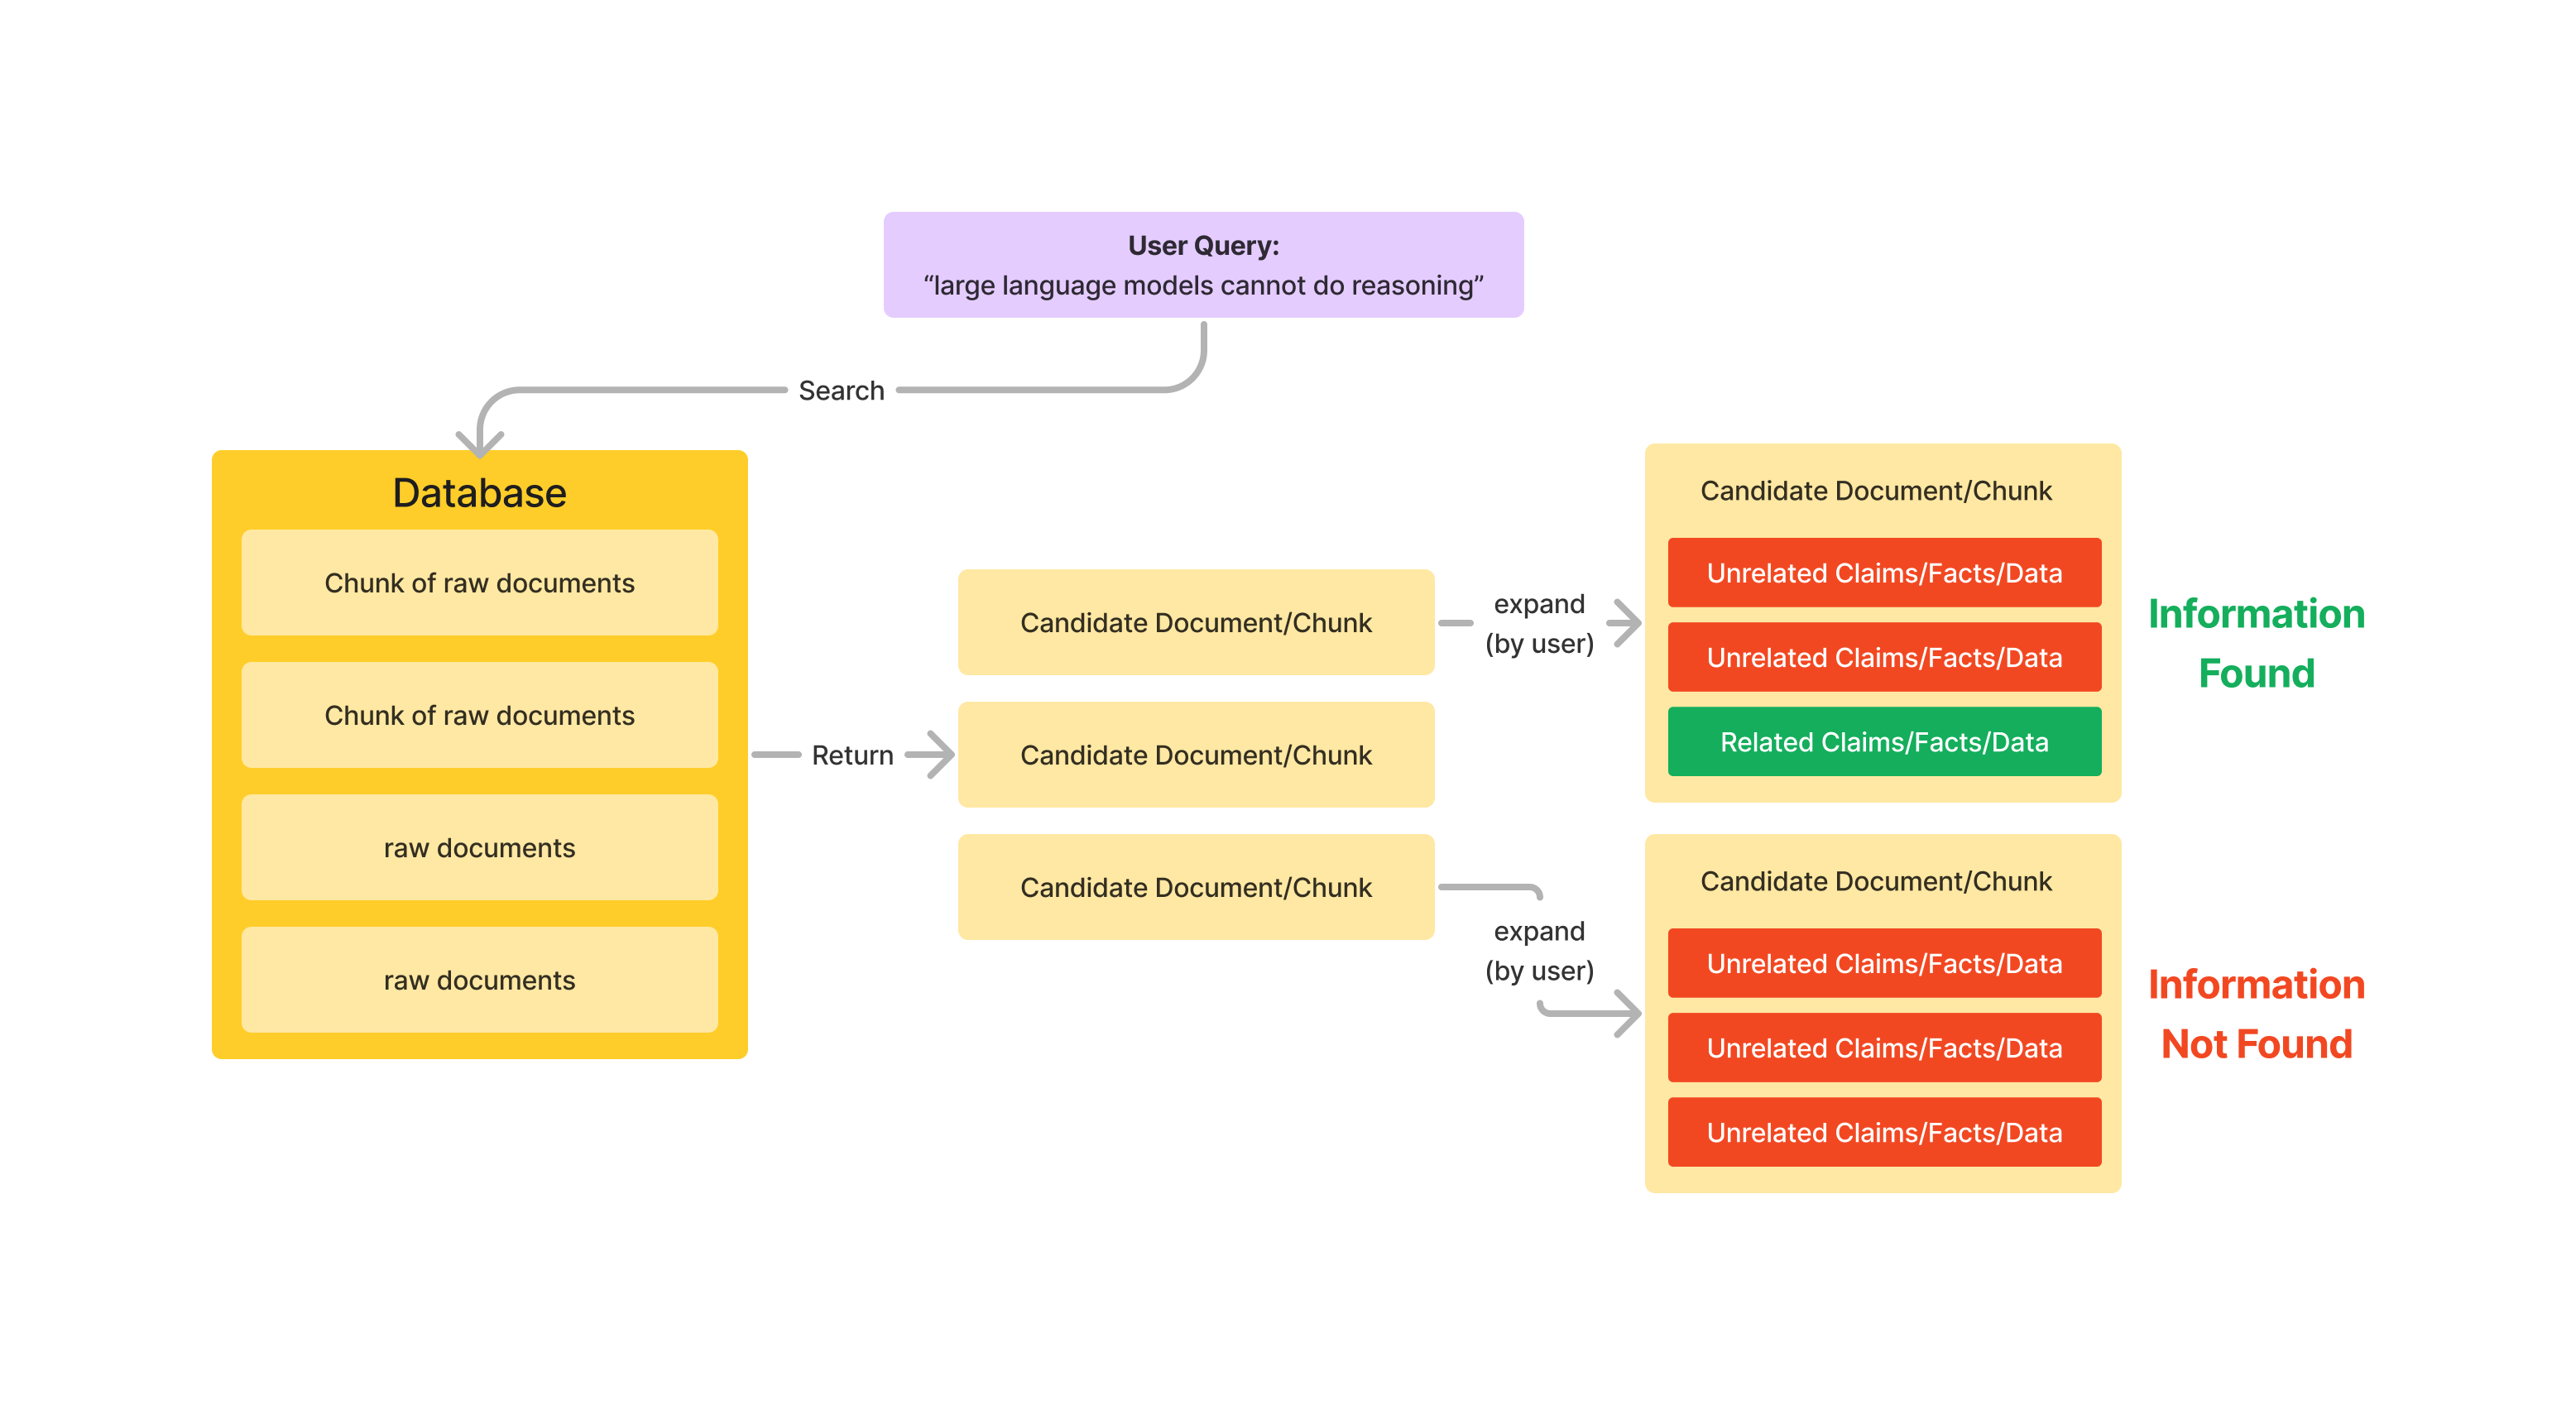 User Query:
“large language models cannot do reasoning”
Search
Database
Chunk of raw documents
Chunk of raw documents
raw documents
raw documents
Return
Candidate Document/Chunk
Candidate Document/Chunk
Candidate Document/Chunk
expand
(by user)
expand
(by user)
Candidate Document/Chunk
Unrelated Claims/Facts/Data
Unrelated Claims/Facts/Data
Related Claims/Facts/Data
Information
Found
Candidate Document/Chunk
Unrelated Claims/Facts/Data
Unrelated Claims/Facts/Data
Unrelated Claims/Facts/Data
Information
Not Found